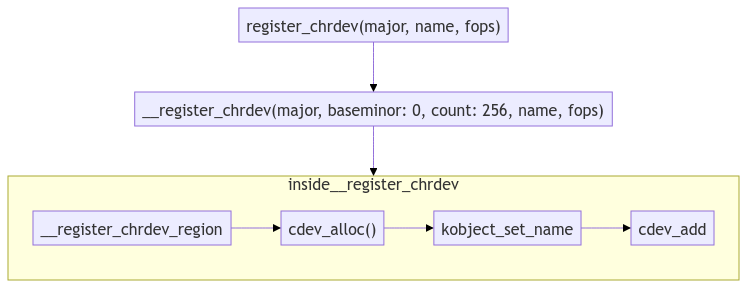 register_chrdev(major, name, fops)
__register_chrdev(major, baseminor: 0, count: 256, name, fops)
inside__register_chrdev
__register_chrdev_region
cdev_alloc()
kobject_set_name
cdev_add